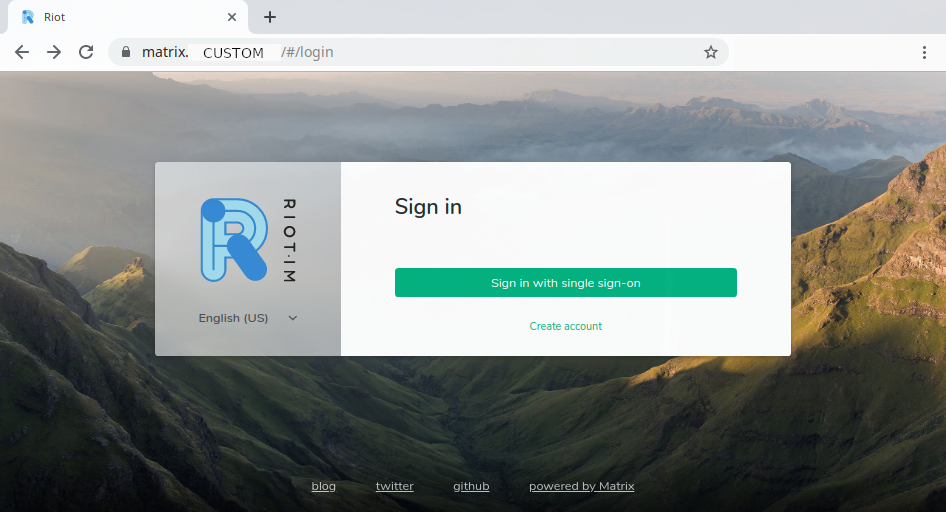 Riot
matrix. CUSTOM /#/login
RIOT·IM
English (US)
Sign in
Sign in with single sign-on
Create account
blog twitter github powered by Matrix